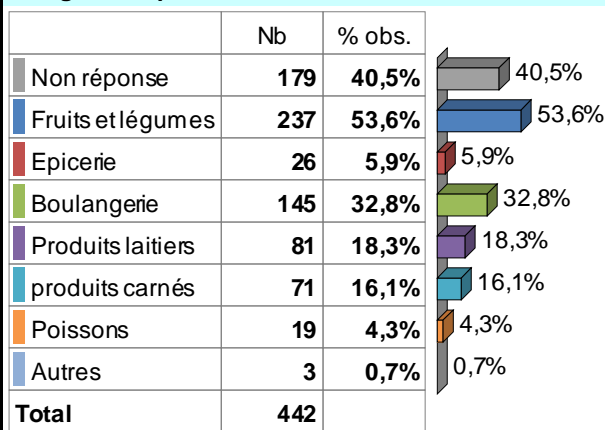 Nb % obs.
Non réponse 179 40,5% 40,5%
Fruits et légumes 237 53,6% 53,6%
Epicerie 26 5,9% 5,9%
Boulangerie 145 32,8% 32,8%
Produits laitiers 81 18,3% 18,3%
produits carnés 71 16,1% 16,1%
Poissons 19 4,3% 4,3%
Autres 3 0,7% 0,7%
Total 442